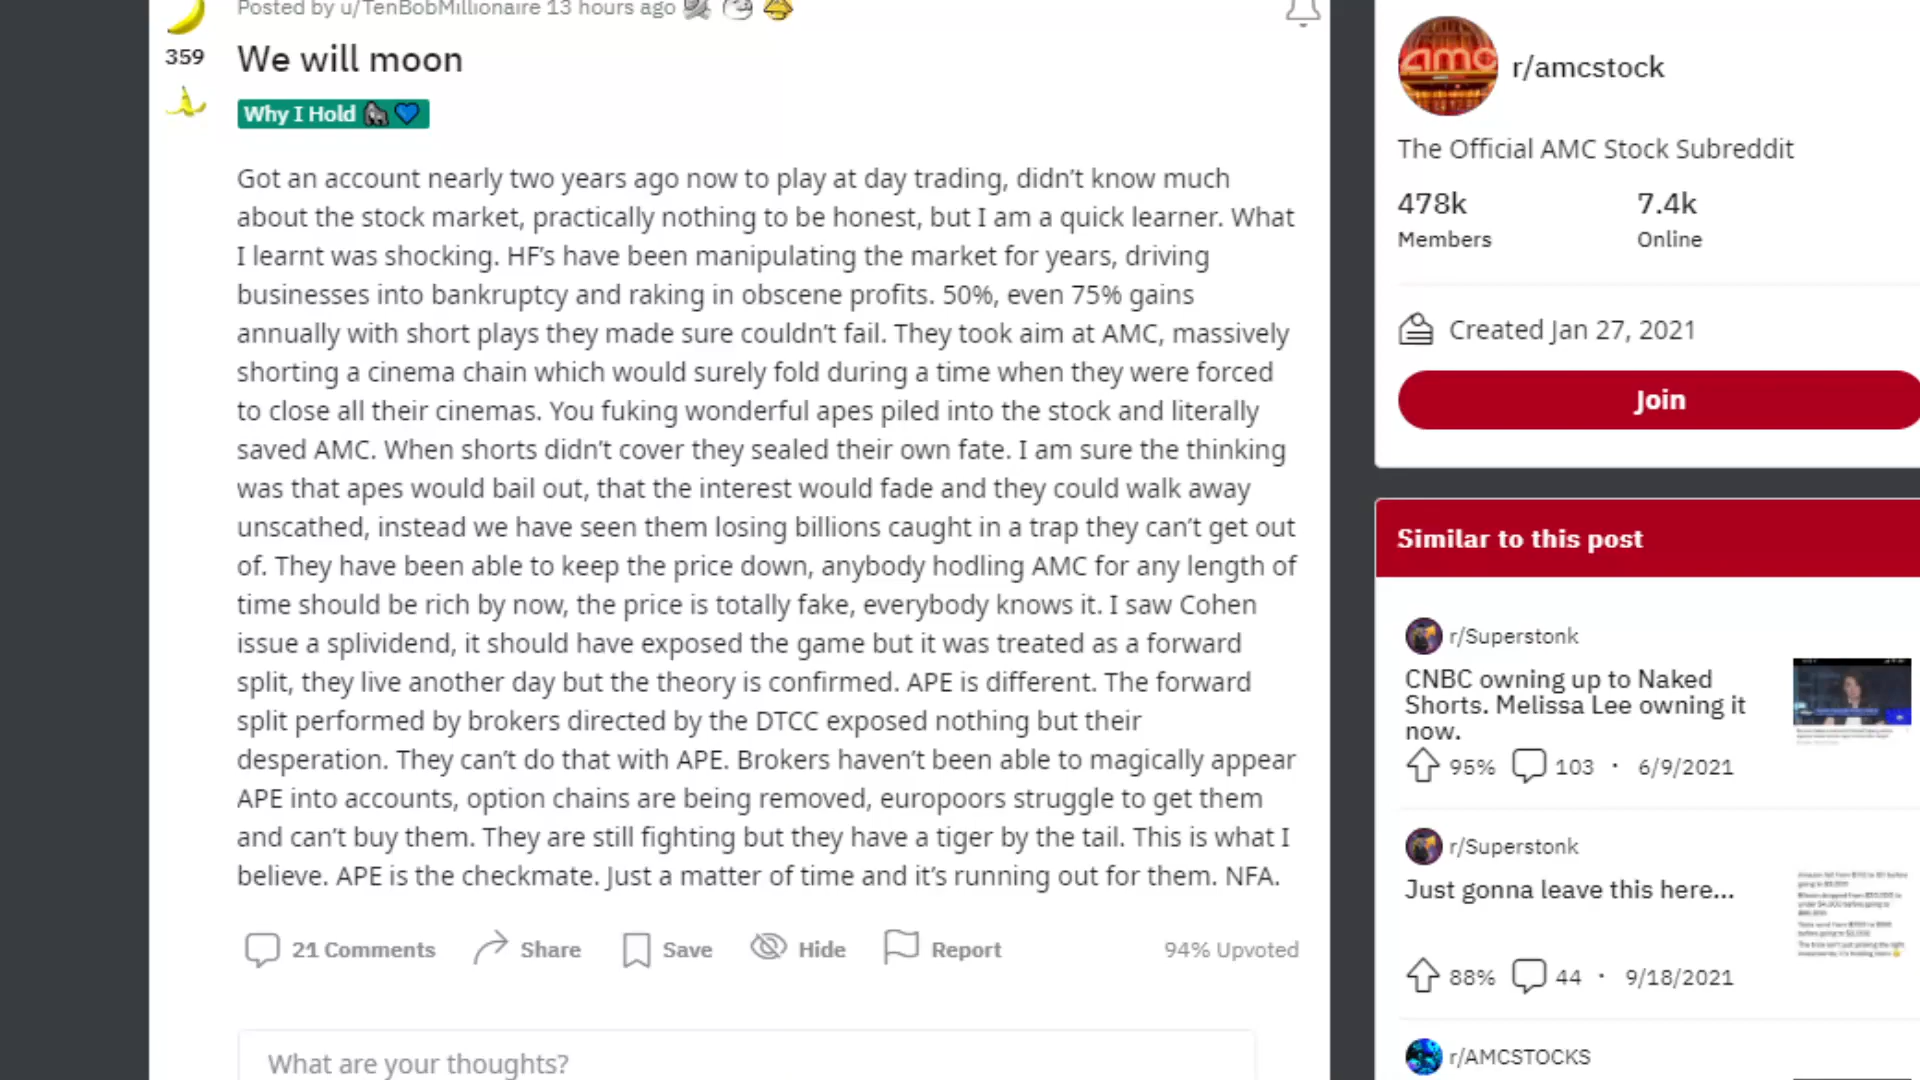 Posted by u/TenBobMillionaire 13 hours ago
359
We will moon
Why I Hold
Got an account nearly two years ago now to play at day trading, didn't know much
about the stock market, practically nothing to be honest, but I am a quick learner. What
I learnt was shocking. HF's have been manipulating the market for years, driving
businesses into bankruptcy and raking in obscene profits. 50%, even 75% gains
annually with short plays they made sure couldn't fail. They took aim at AMC, massively
shorting a cinema chain which would surely fold during a time when they were forced
to close all their cinemas. You fuking wonderful apes piled into the stock and literally
saved AMC. When shorts didn't cover they sealed their own fate. I am sure the thinking
was that apes would bail out, that the interest would fade and they could walk away
unscathed, instead we have seen them losing billions caught in a trap they can't get out
of. They have been able to keep the price down, anybody hodling AMC for any length of
time should be rich by now, the price is totally fake, everybody knows it. I saw Cohen
issue a splividend, it should have exposed the game but it was treated as a forward
split, they live another day but the theory is confirmed. APE is different. The forward
split performed by brokers directed by the DTCC exposed nothing but their
desperation. They can't do that with APE. Brokers haven't been able to magically appear
APE into accounts, option chains are being removed, europoors struggle to get them
and can't buy them. They are still fighting but they have a tiger by the tail. This is what I
believe. APE is the checkmate. Just a matter of time and it's running out for them. NFA.
21 Comments Share Save Hide Report 94% Upvoted
What are your thoughts?
amc
r/amcstock
The Official AMC Stock Subreddit
478k 7.4k
Members Online
Created Jan 27, 2021
Join
Similar to this post
r/Superstonk
CNBC owning up to Naked
Shorts. Melissa Lee owning it
now.
95% 103 · 6/9/2021
r/Superstonk
Just gonna leave this here...
88% 44 · 9/18/2021
r/AMCSTOCKS